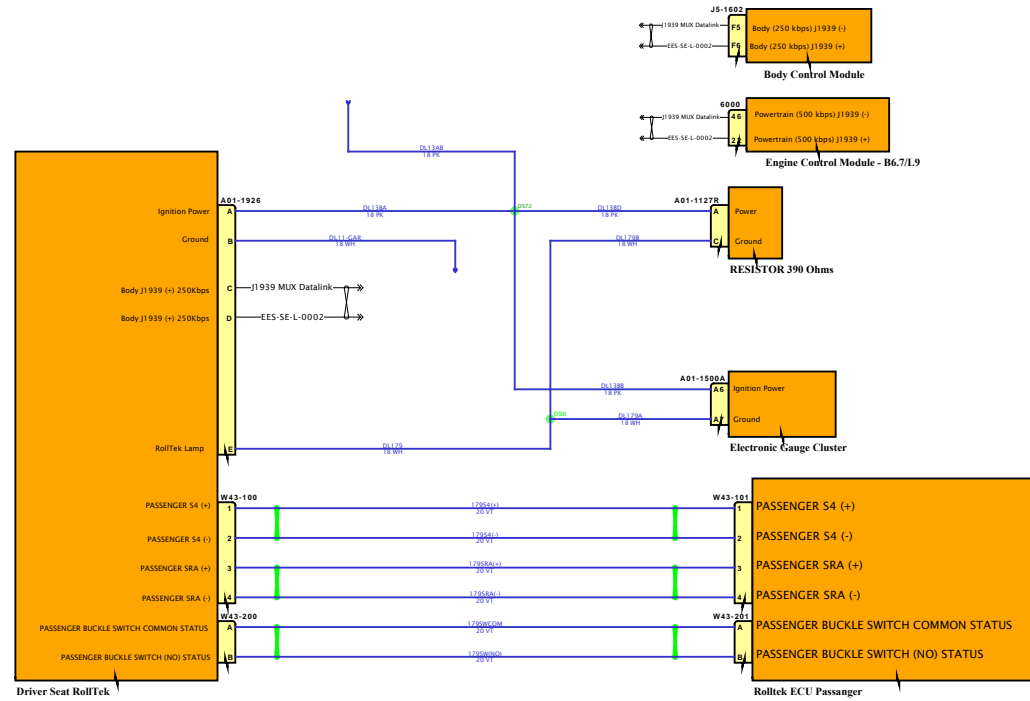 J5-1602
J1939 MUX Datalink
F5
Body (250 kbps) J1939 (-)
EES-SE-L-0002
F6
Body (250 kbps) J1939 (+)
Body Control Module
6000
J1939 MUX Datalink
46
Powertrain (500 kbps) J1939 (-)
EES-SE-L-0002
Powertrain (500 kbps) J1939 (+)
Engine Control Module - B6.7/L9
DL13AB
18 PK
A01-1926
Ignition Power
A
DL138A
18 PK
DS72
DL138D
18 PK
A01-1127R
A
Power
Ground
B
DL11-GAR
18 WH
DL179B
18 WH
C
Ground
RESISTOR 390 Ohms
Body J1939 (+) 250Kbps
C
J1939 MUX Datalink
Body J1939 (+) 250Kbps
D
EES-SE-L-0002
A01-1500A
DL138B
18 PK
A6
Ignition Power
DL179A
18 WH
Ground
Electronic Gauge Cluster
RollTek Lamp
E
DL179
18 WH
W43-100
W43-101
PASSENGER S4 (+)
1
179S4(+)
20 VT
1
PASSENGER S4 (+)
PASSENGER S4 (-)
2
179S4(-)
20 VT
2
PASSENGER S4 (-)
PASSENGER SRA (+)
3
179SRA(+)
20 VT
3
PASSENGER SRA (+)
PASSENGER SRA (-)
4
179SRA(-)
20 VT
4
PASSENGER SRA (-)
W43-200
W43-201
PASSENGER BUCKLE SWITCH COMMON STATUS
A
179SWCOM
20 VT
A
PASSENGER BUCKLE SWITCH COMMON STATUS
PASSENGER BUCKLE SWITCH (NO) STATUS
B
179SW(NO)
20 VT
B
PASSENGER BUCKLE SWITCH (NO) STATUS
Driver Seat RollTek
Rolltek ECU Passanger